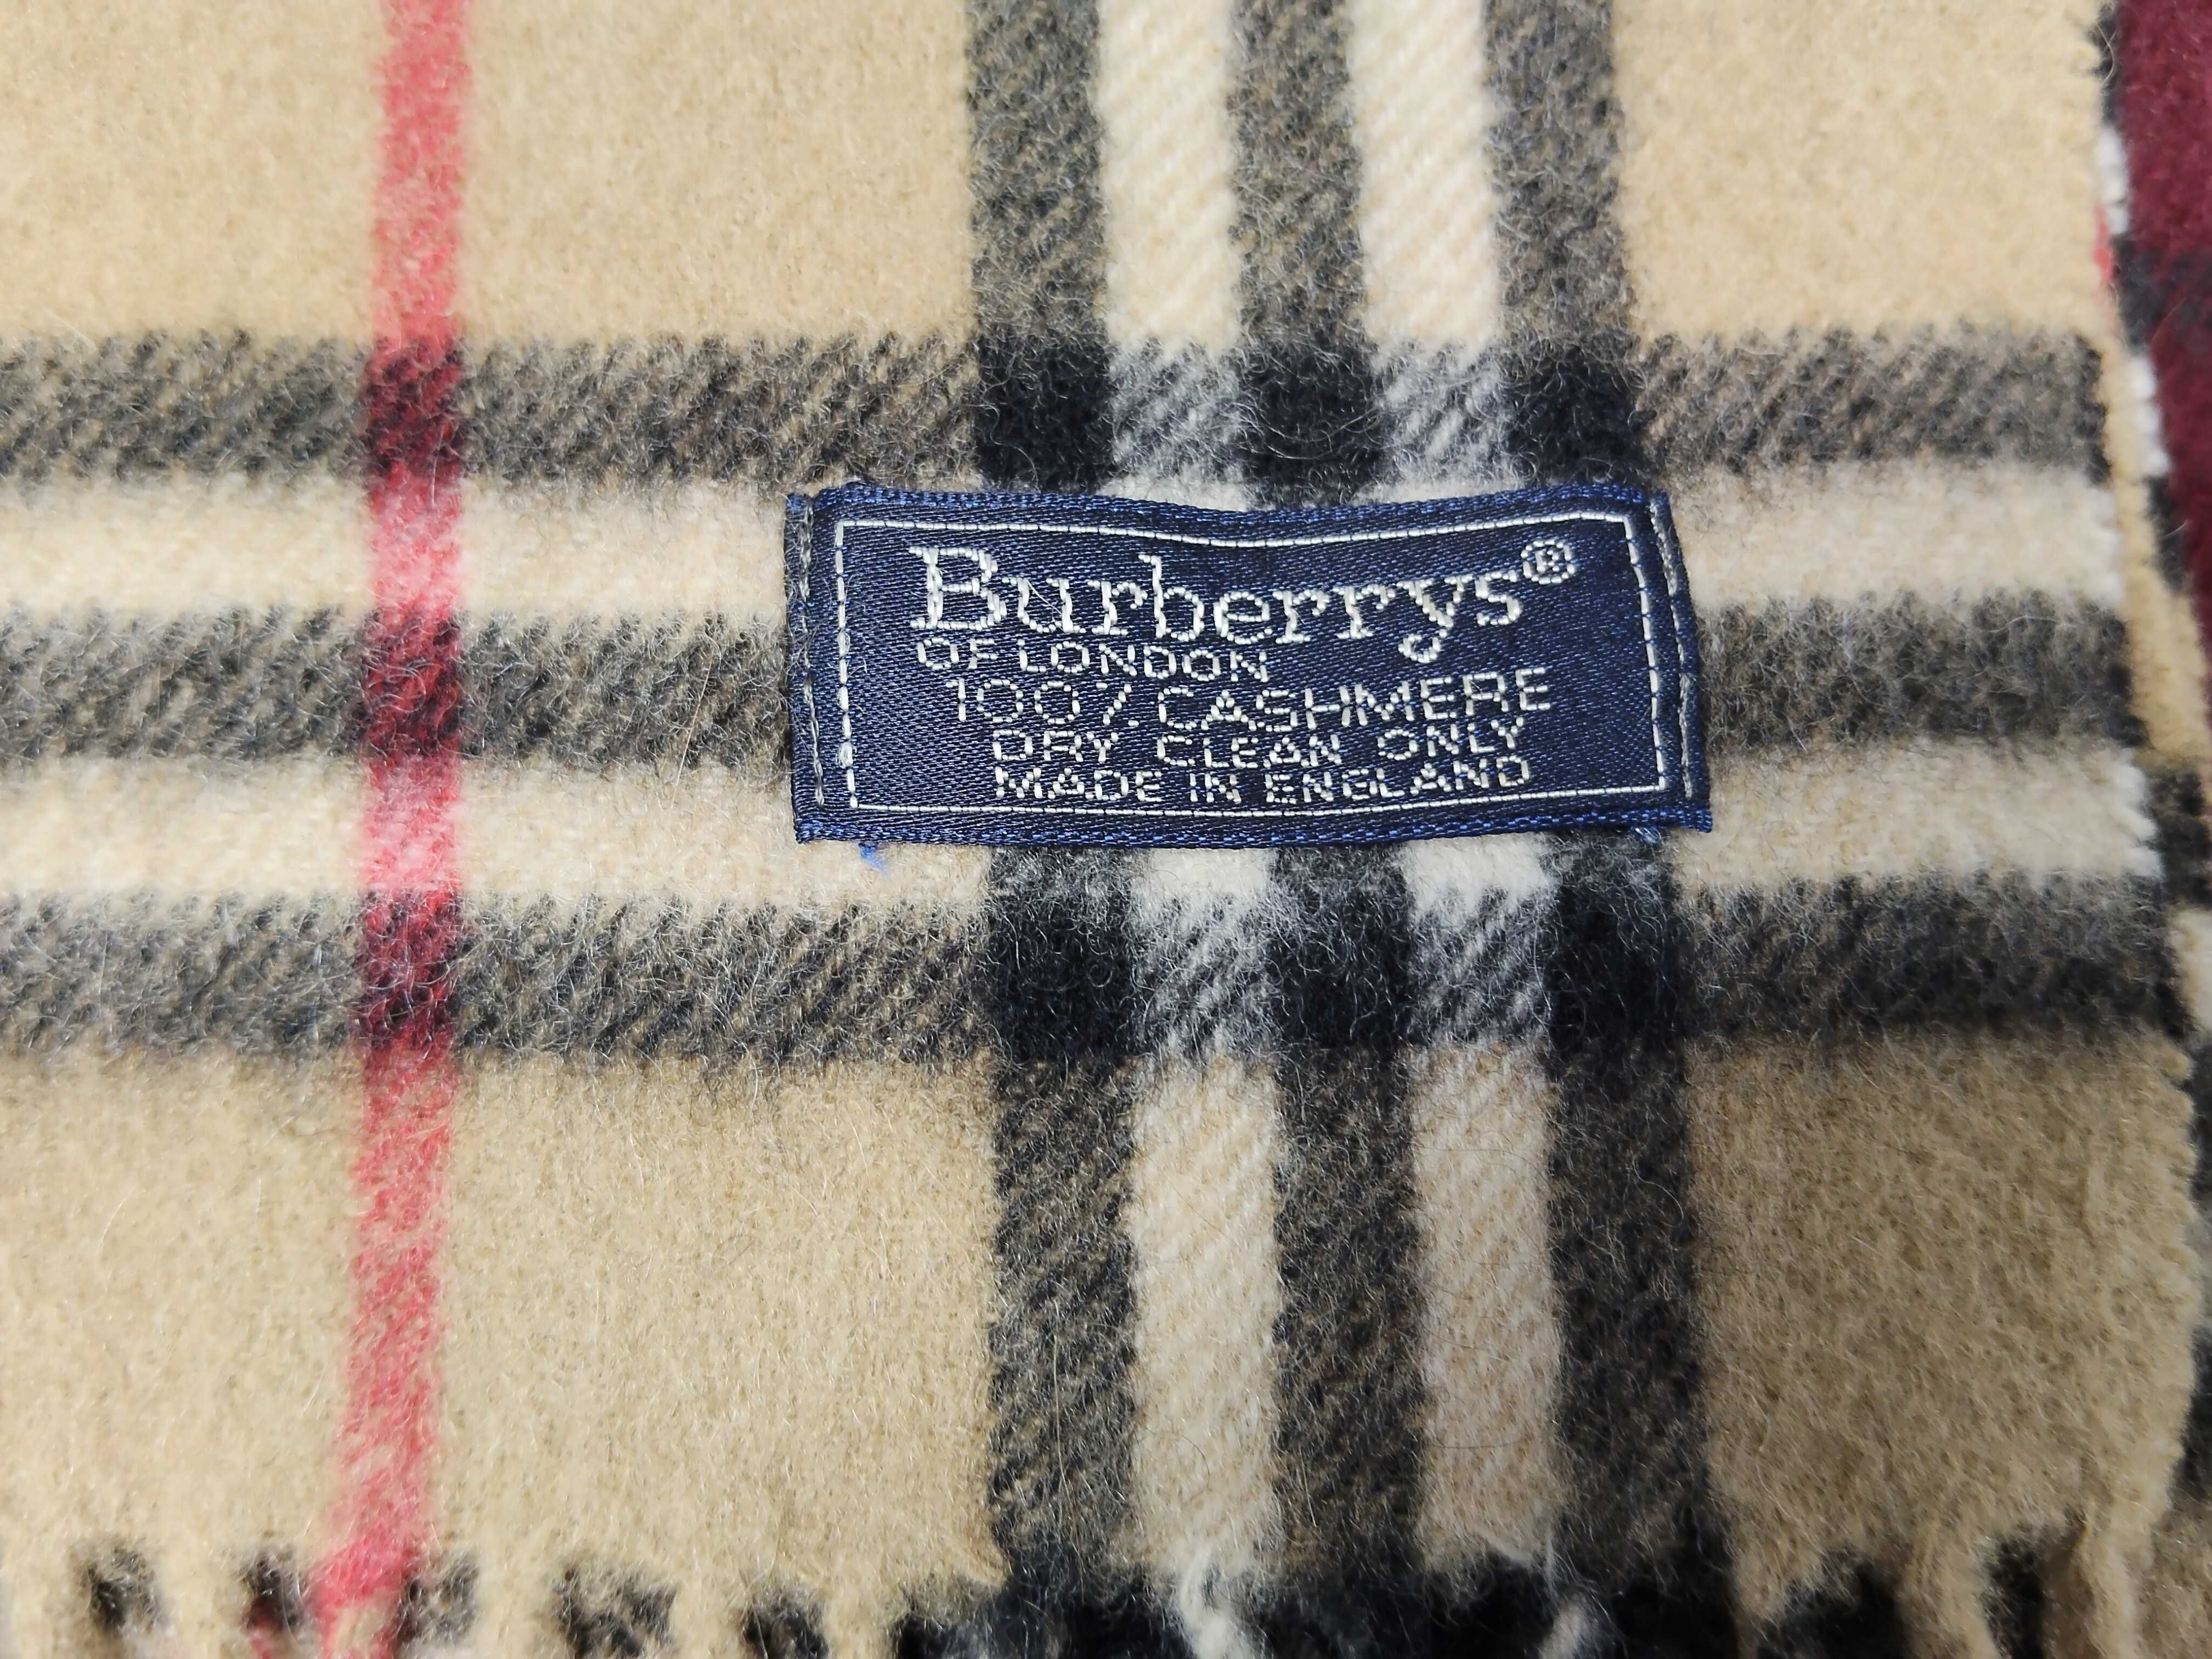 Burberrys®
OF LONDON
100% CASHMERE
DRY CLEAN ONLY
MADE IN ENGLAND